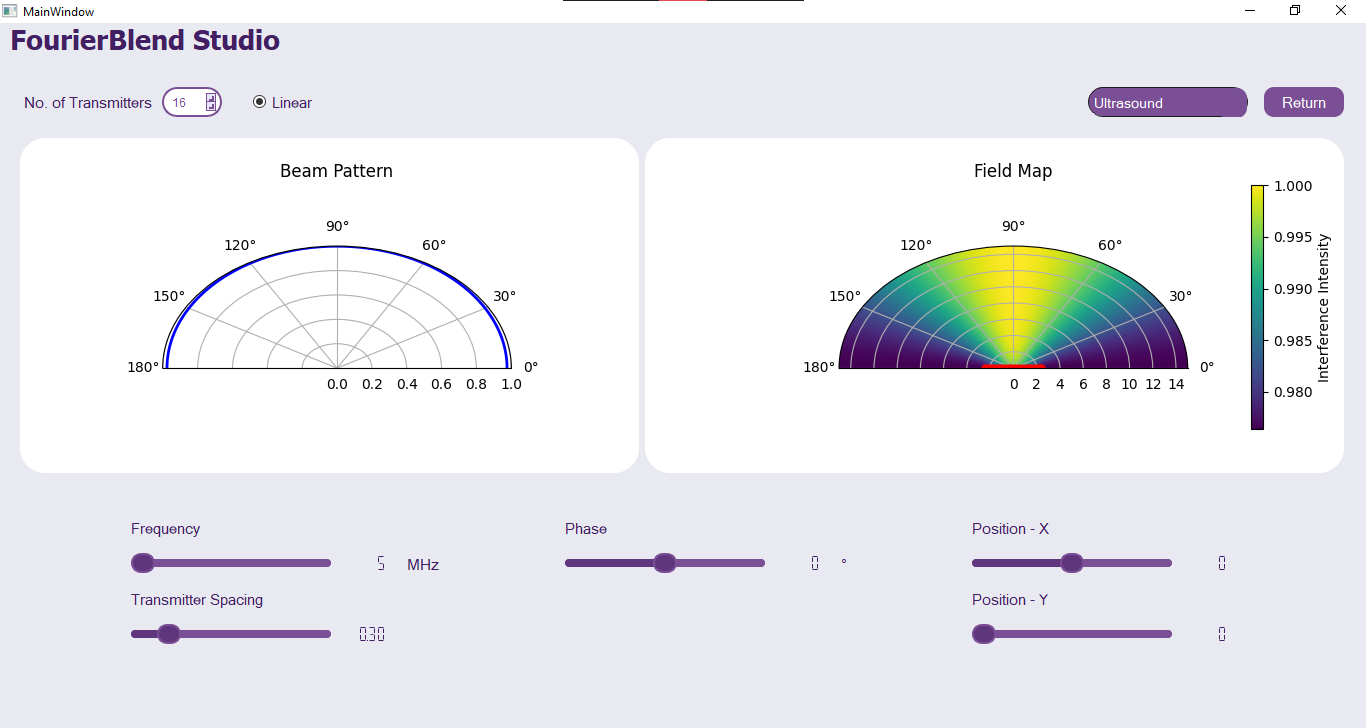 MainWindow
FourierBlend Studio
No. of Transmitters 16 Linear Ultrasound Return
Beam Pattern
90°
120° 60°
150° 30°
180° 0°
0.0 0.2 0.4 0.6 0.8 1.0
Field Map
90°
120° 60°
150° 30°
180° 0°
0 2 4 6 8 10 12 14
1.000
0.995
0.990
0.985
0.980
Interference Intensity
Frequency
5 MHz
Transmitter Spacing
0.30
Phase
0 °
Position - X
0
Position - Y
0